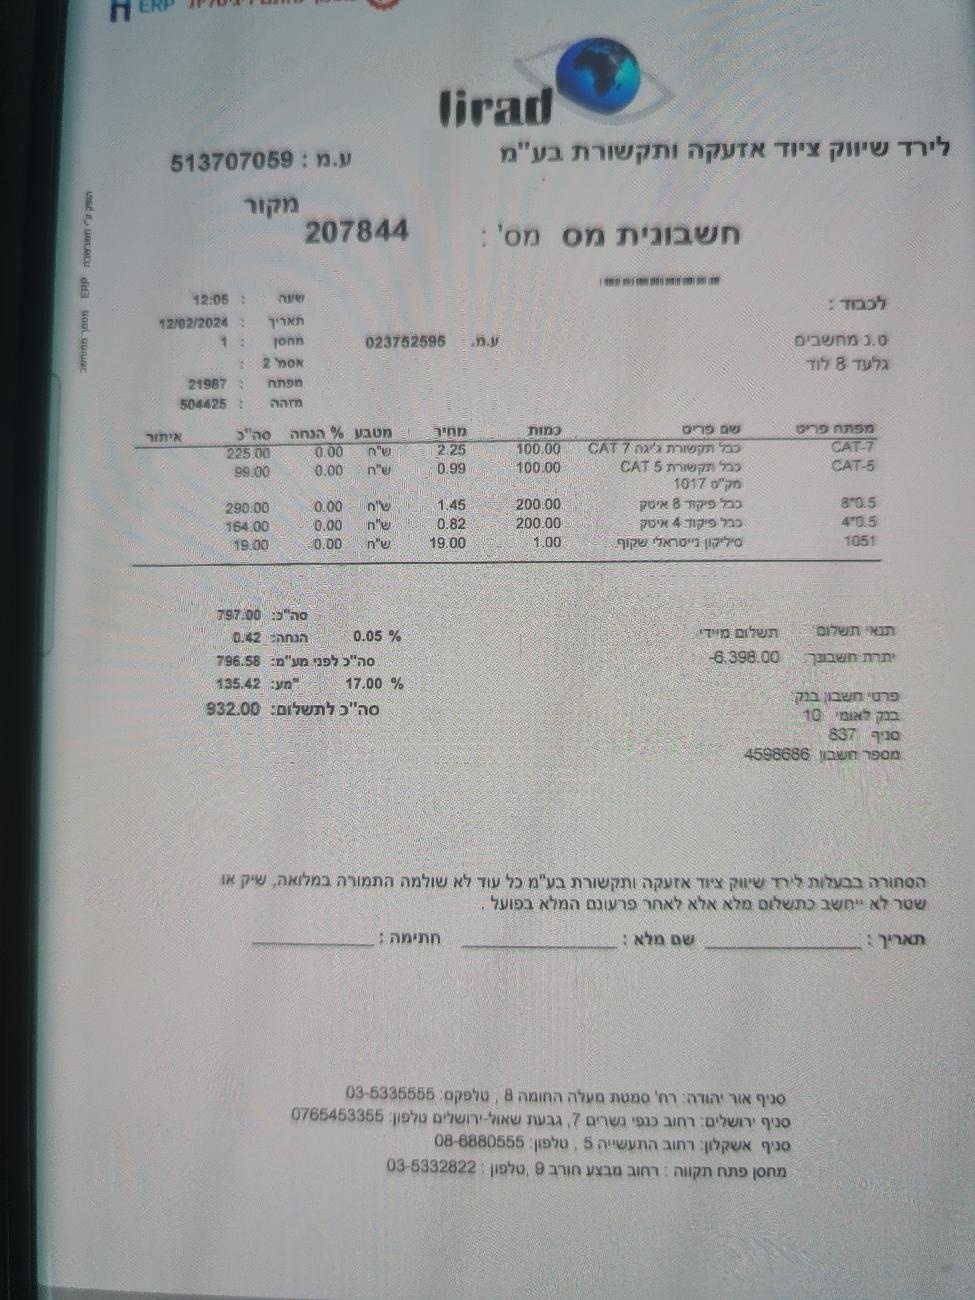 ERP
lirad
לירד שיווק ציוד אזעקה ותקשורת בע"מ
ע.מ : 513707059
מקור
חשבונית מס מס' : 207844
לכבוד :
ט.נ מחשבים
גלעד 8 לוד
ע.מ. 023752595
שעה : 12:05
תאריך : 12/02/2024
מחסן : 1
אסמ' 2 :
מפתח : 21987
מזהה : 504425
מפתח פריט שם פריט כמות מחיר מטבע % הנחה סה"כ איתור
CAT-7 כבל תקשורת ג'יגה CAT 7 100.00 2.25 ש"ח 0.00 225.00
CAT-5 כבל תקשורת CAT 5 100.00 0.99 ש"ח 0.00 99.00
מק"ט 1017
8*0.5 כבל פיקוד 8 איטק 200.00 1.45 ש"ח 0.00 290.00
4*0.5 כבל פיקוד 4 איטק 200.00 0.82 ש"ח 0.00 164.00
1051 סיליקון נייטראלי שקוף 1.00 19.00 ש"ח 0.00 19.00
סה"כ: 797.00
0.05 % הנחה: 0.42
סה"כ לפני מע"מ: 796.58
17.00 % מע": 135.42
סה"כ לתשלום: 932.00
תנאי תשלום: תשלום מיידי
יתרת חשבונך: -6,398.00
פרטי חשבון בנק:
בנק לאומי 10
סניף 837
מספר חשבון 4598686
הסחורה בבעלות לירד שיווק ציוד אזעקה ותקשורת בע"מ כל עוד לא שולמה התמורה במלואה, שיק או
שטר לא ייחשב כתשלום מלא אלא לאחר פרעונם המלא בפועל .
תאריך : שם מלא : חתימה :
סניף אור יהודה: רח' סמטת מעלה החומה 8 , טלפקס: 03-5335555
סניף ירושלים: רחוב כנפי נשרים 7, גבעת שאול-ירושלים טלפון: 0765453355
סניף אשקלון: רחוב התעשייה 5 , טלפון: 08-6880555
מחסן פתח תקווה : רחוב מבצע חורב 9 ,טלפון : 03-5332822